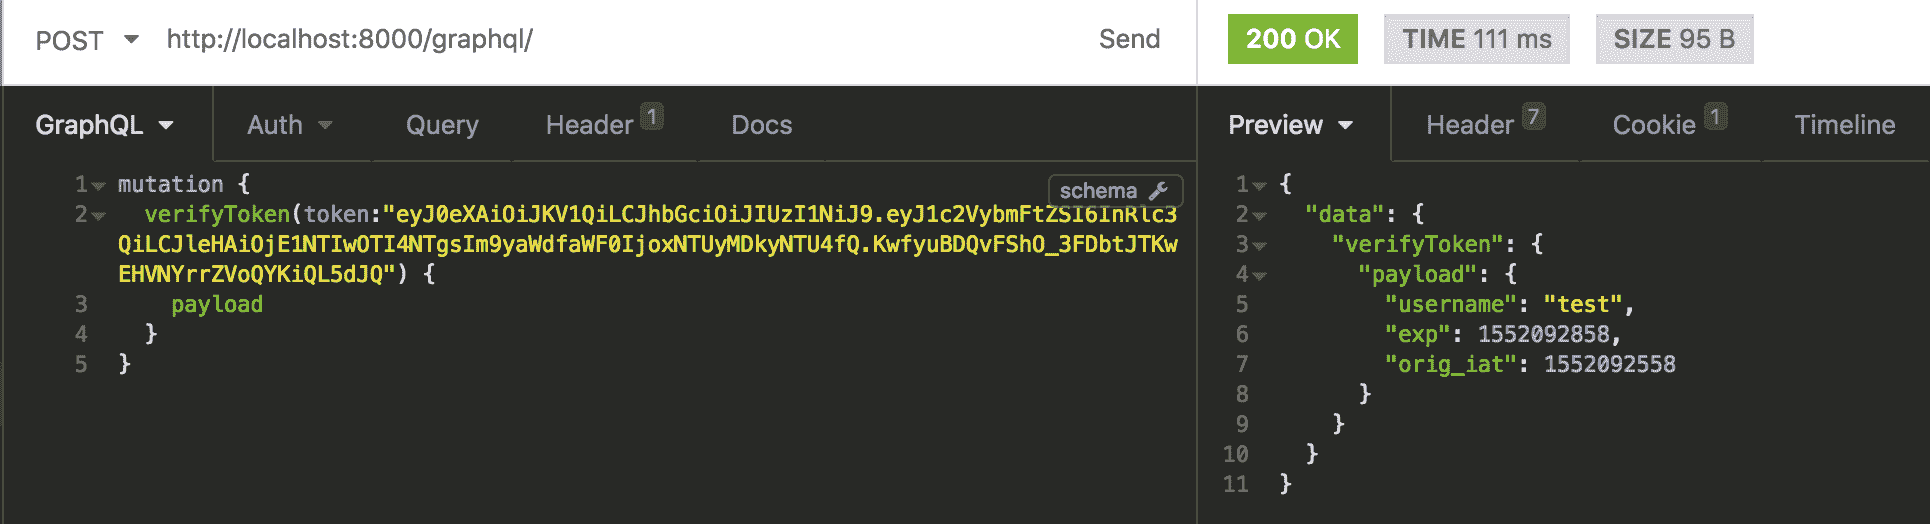 POST http://localhost:8000/graphql/ Send 200 OK TIME 111 ms SIZE 95 B
GraphQL Auth Query Header 1 Docs Preview Header 7 Cookie 1 Timeline
schema
1 mutation {
2 verifyToken(token:"eyJ0eXAiOiJKV1QiLCJhbGciOiJIUzI1NiJ9.eyJ1c2VybmFtZSI6InRlc3
QiLCJleHAiOjE1NTIwOTI4NTgsIm9yaWdfaWF0IjoxNTUyMDkyNTU4fQ.KwfyuBDQvFShO_3FDbtJTKw
EHVNYrrZVoQYKiQL5dJQ") {
3 payload
4 }
5 }
1 {
2 "data": {
3 "verifyToken": {
4 "payload": {
5 "username": "test",
6 "exp": 1552092858,
7 "orig_iat": 1552092558
8 }
9 }
10 }
11 }